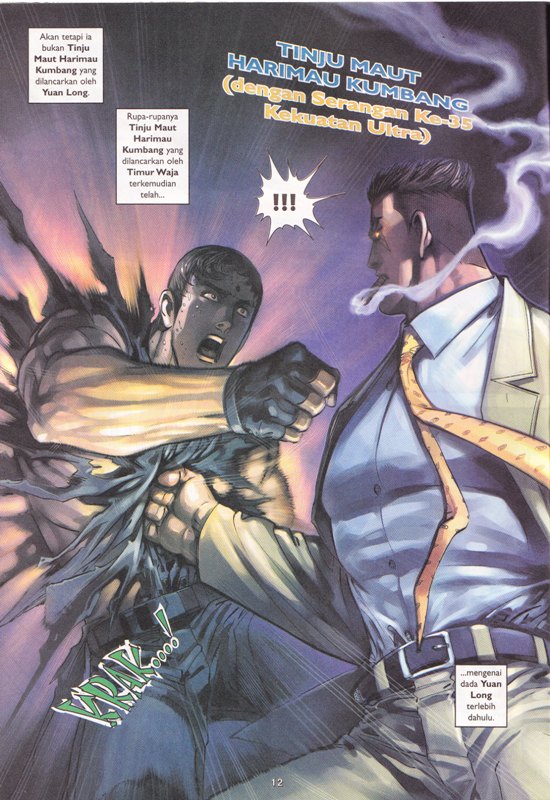 Akan tetapi ia
bukan Tinju
Maut Harimau
Kumbang yang
dilancarkan oleh
Yuan Long.
TINJU MAUT
HARIMAU KUMBANG
(dengan Serangan Ke-35
Kekuatan Ultra)
Rupa-rupanya
Tinju Maut
Harimau
Kumbang yang
dilancarkan oleh
Timur Waja
terkemudian
telah...
!!!
KRAK....!
...mengenai
dada Yuan
Long
terlebih
dahulu.
12